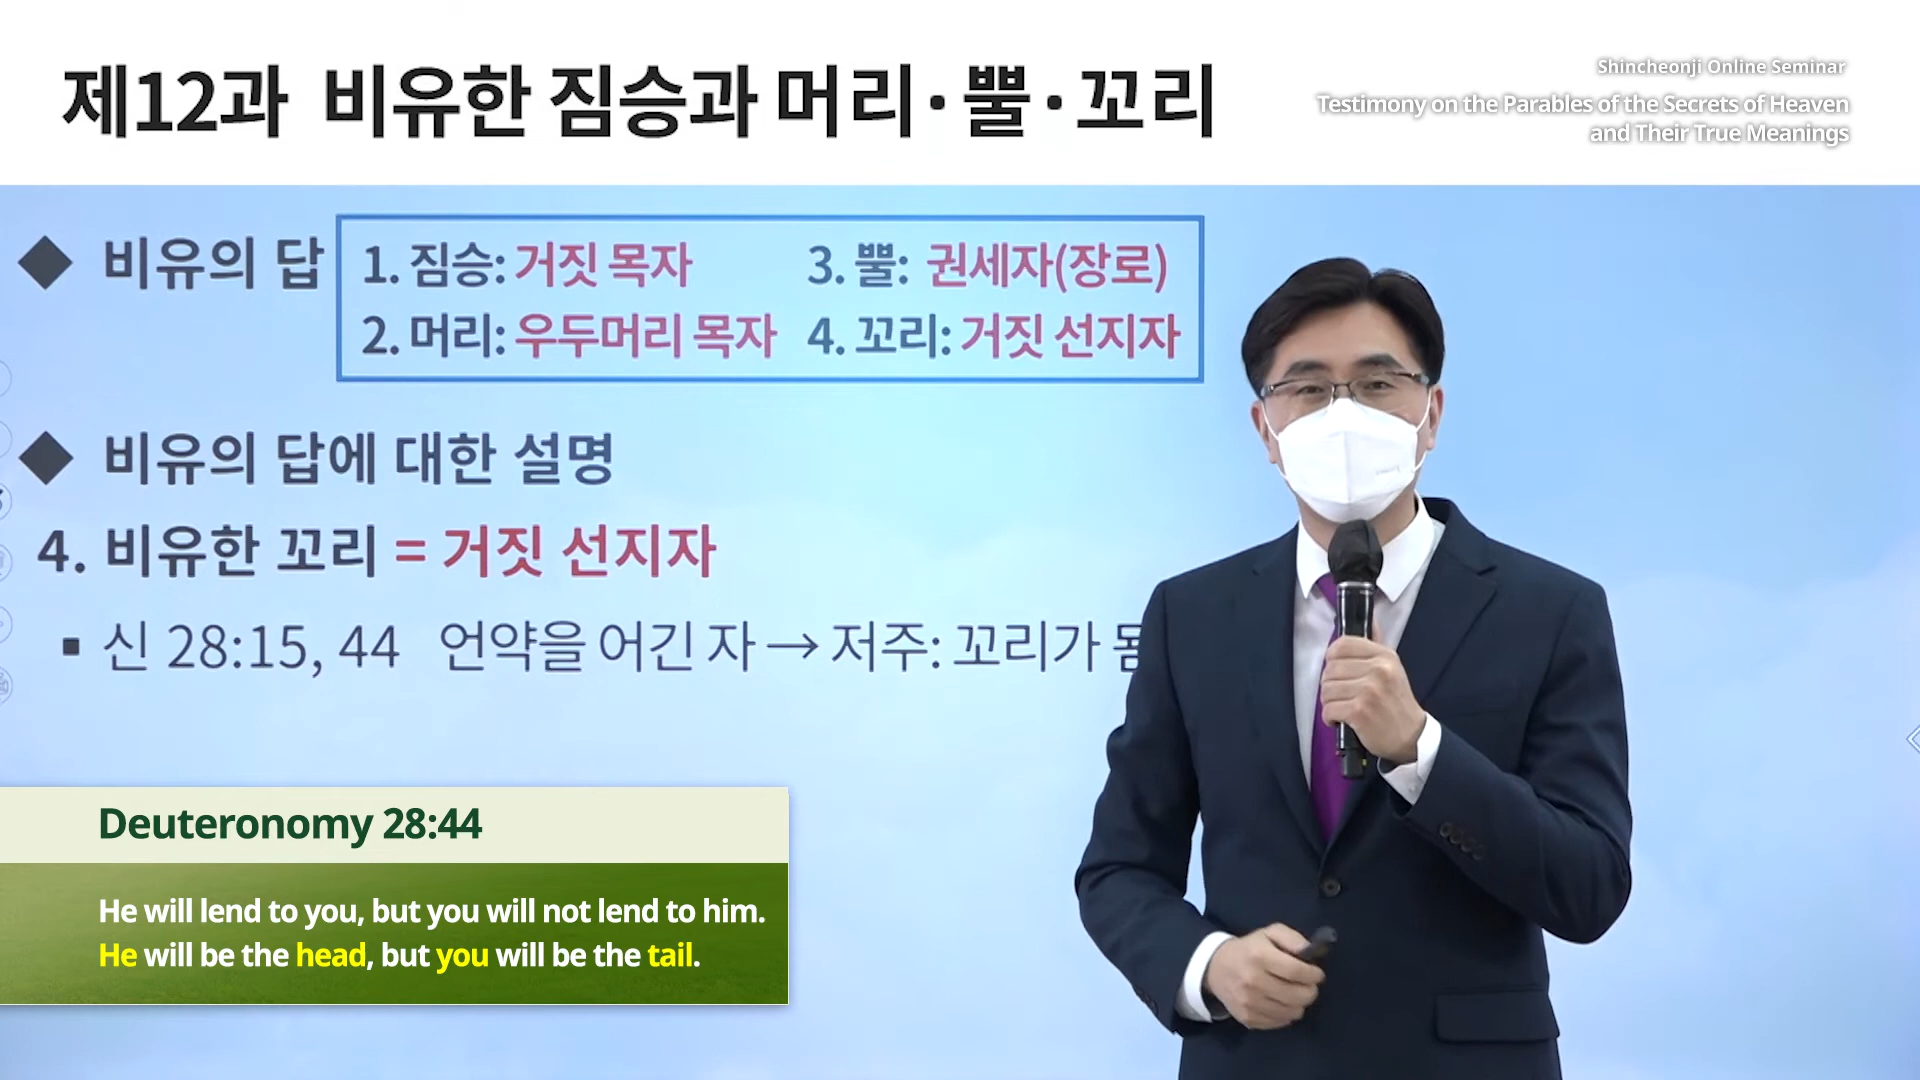 제12과 비유한 짐승과 머리·뿔·꼬리
Shincheonji Online Seminar
Testimony on the Parables of the Secrets of Heaven
and Their True Meanings
◆ 비유의 답
1. 짐승: 거짓 목자 3. 뿔: 권세자(장로)
2. 머리: 우두머리 목자 4. 꼬리: 거짓 선지자
◆ 비유의 답에 대한 설명
4. 비유한 꼬리 = 거짓 선지자
▪ 신 28:15, 44 언약을 어긴 자 → 저주: 꼬리가 됨
Deuteronomy 28:44
He will lend to you, but you will not lend to him.
He will be the head, but you will be the tail.